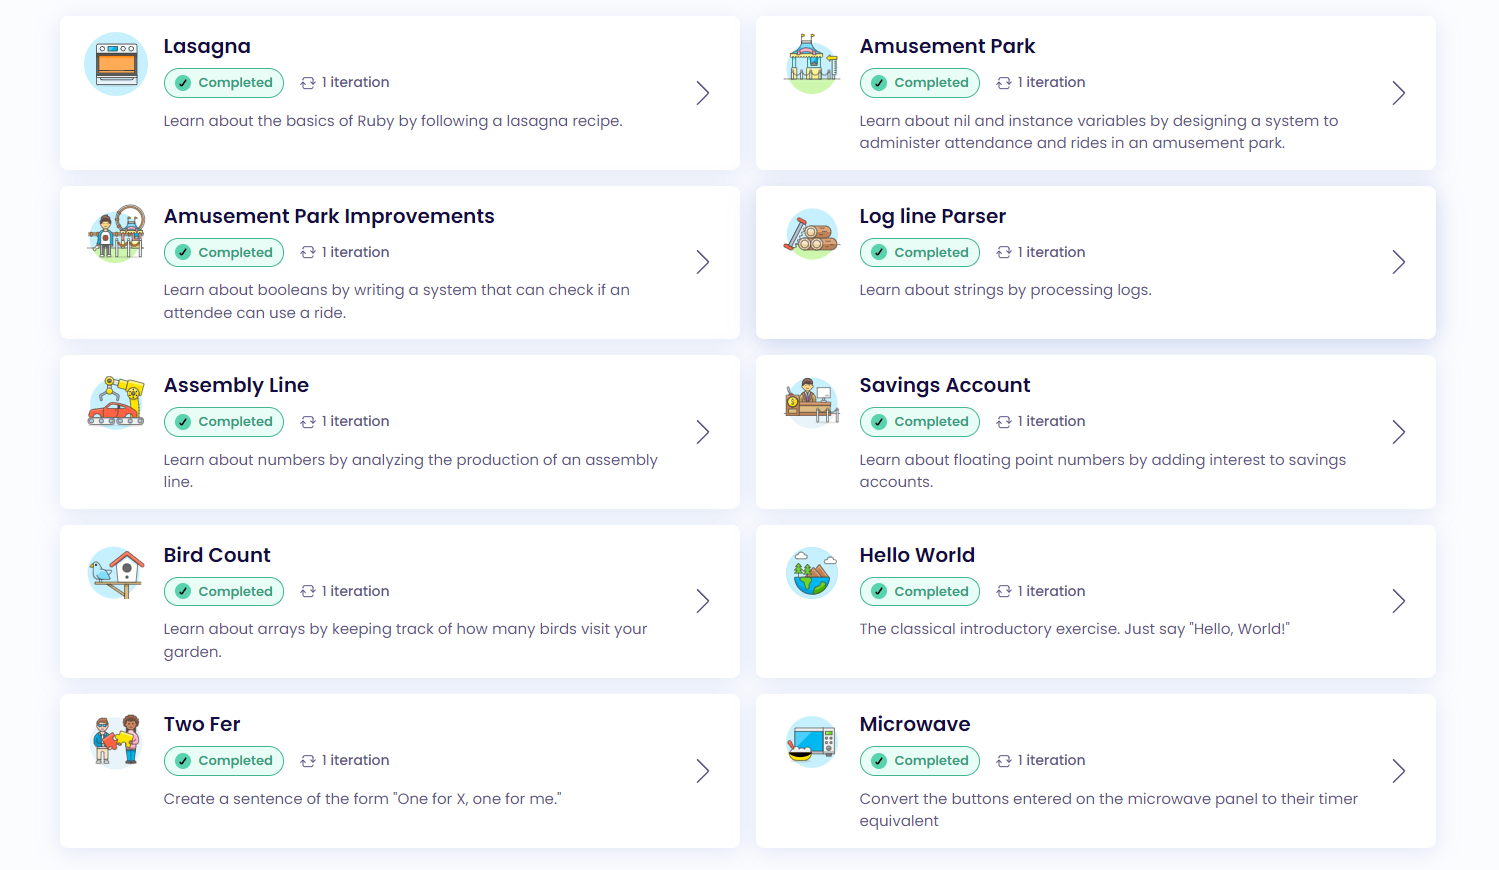 Lasagna
Completed 1 iteration
Learn about the basics of Ruby by following a lasagna recipe.
Amusement Park
Completed 1 iteration
Learn about nil and instance variables by designing a system to
administer attendance and rides in an amusement park.
Amusement Park Improvements
Completed 1 iteration
Learn about booleans by writing a system that can check if an
attendee can use a ride.
Log line Parser
Completed 1 iteration
Learn about strings by processing logs.
Assembly Line
Completed 1 iteration
Learn about numbers by analyzing the production of an assembly
line.
Savings Account
Completed 1 iteration
Learn about floating point numbers by adding interest to savings
accounts.
Bird Count
Completed 1 iteration
Learn about arrays by keeping track of how many birds visit your
garden.
Hello World
Completed 1 iteration
The classical introductory exercise. Just say "Hello, World!"
Two Fer
Completed 1 iteration
Create a sentence of the form "One for X, one for me."
Microwave
Completed 1 iteration
Convert the buttons entered on the microwave panel to their timer
equivalent